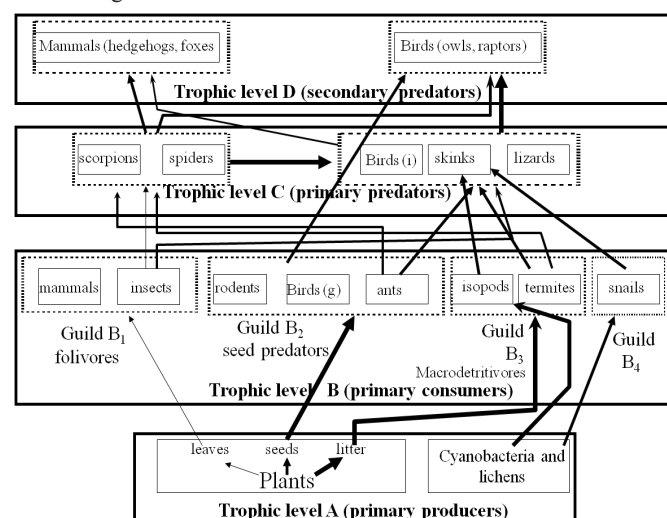 Mammals (hedgehogs, foxes
Birds (owls, raptors)
Trophic level D (secondary predators)
scorpions
spiders
Birds (i)
skinks
lizards
Trophic level C (primary predators)
mammals
insects
rodents
Birds (g)
ants
isopods
termites
snails
Guild B1
folivores
Guild B2
seed predators
Guild
B3
Macrodetritivores
Guild
B4
Trophic level B (primary consumers)
leaves
seeds
litter
Plants
Cyanobacteria and
lichens
Trophic level A (primary producers)